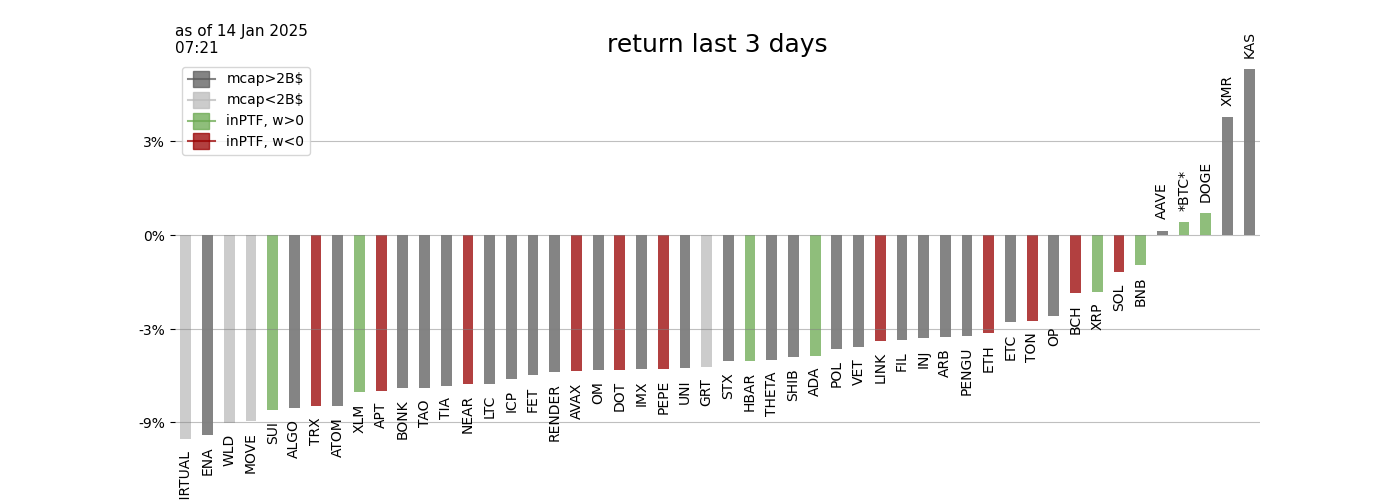 as of 14 Jan 2025
07:21
return last 3 days
mcap>2B$
mcap<2B$
inPTF, w>0
inPTF, w<0
3%
0%
-3%
-9%
IRTUAL
ENA
WLD
MOVE
SUI
ALGO
TRX
ATOM
XLM
APT
BONK
TAO
TIA
NEAR
LTC
ICP
FET
RENDER
AVAX
OM
DOT
IMX
PEPE
UNI
GRT
STX
HBAR
THETA
SHIB
ADA
POL
VET
LINK
FIL
INJ
ARB
PENGU
ETH
ETC
TON
OP
BCH
XRP
SOL
BNB
AAVE
*BTC*
DOGE
XMR
KAS